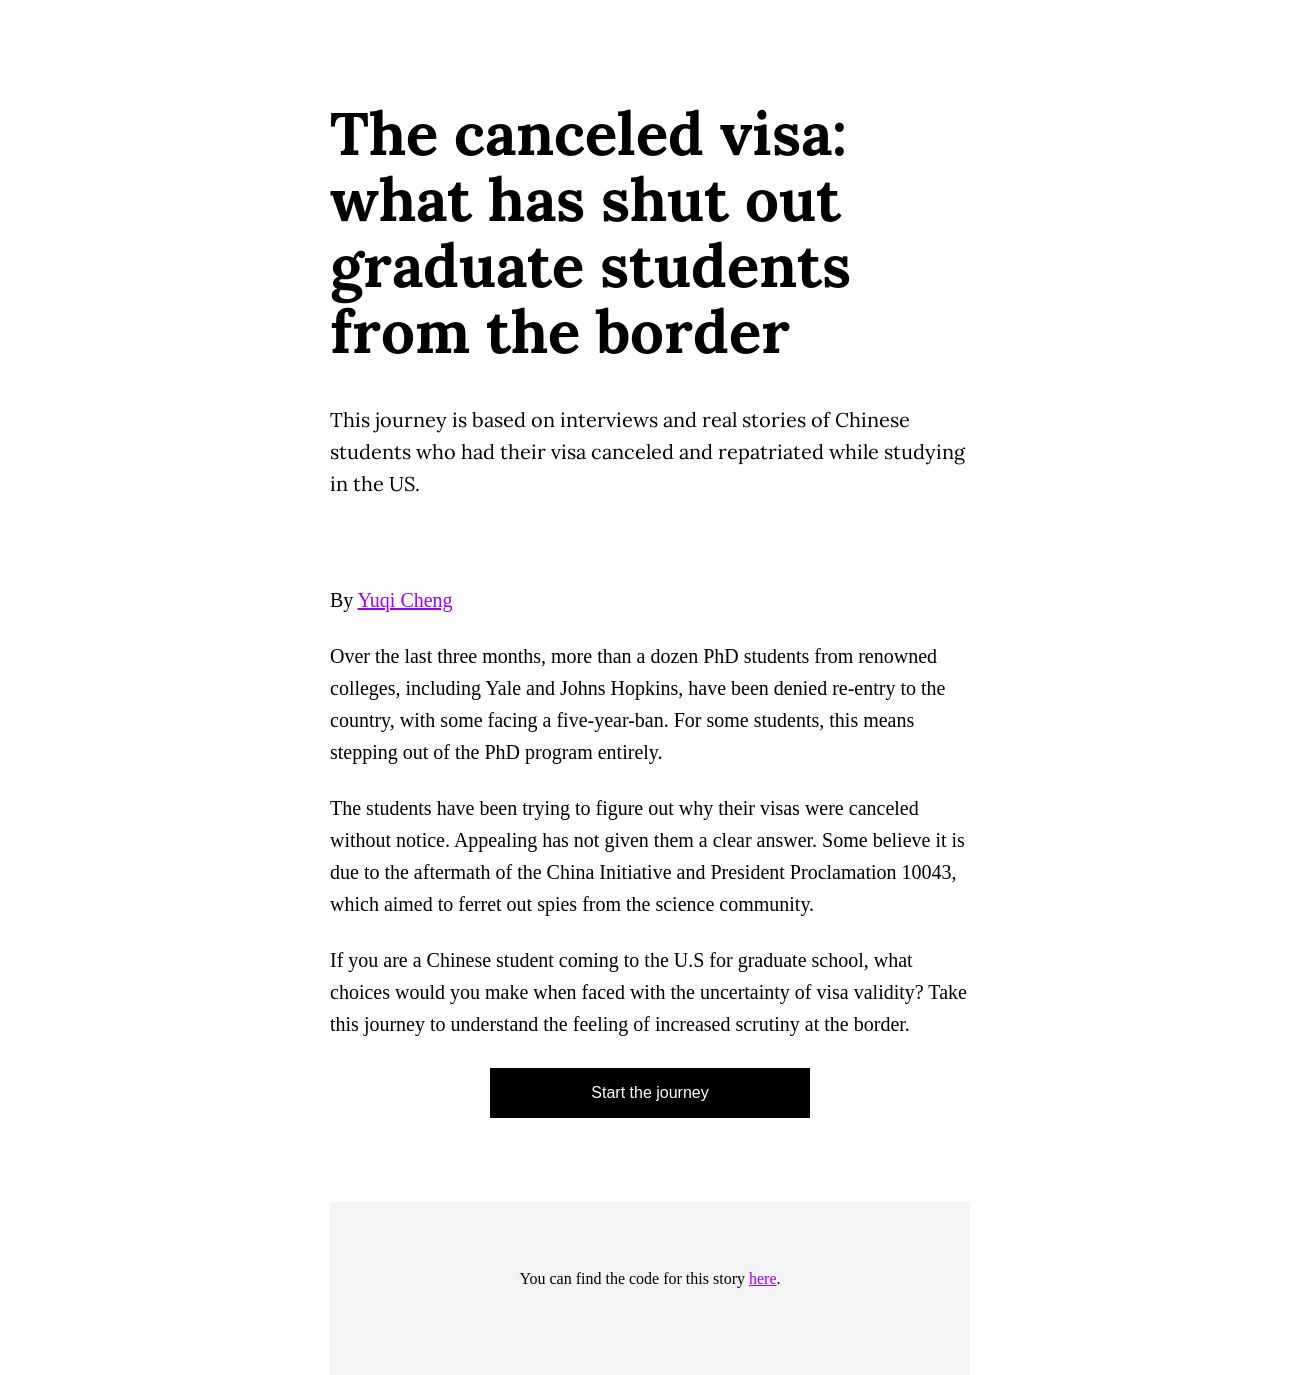 The canceled visa:
what has shut out
graduate students
from the border
This journey is based on interviews and real stories of Chinese
students who had their visa canceled and repatriated while studying
in the US.
By Yuqi Cheng
Over the last three months, more than a dozen PhD students from renowned
colleges, including Yale and Johns Hopkins, have been denied re-entry to the
country, with some facing a five-year-ban. For some students, this means
stepping out of the PhD program entirely.
The students have been trying to figure out why their visas were canceled
without notice. Appealing has not given them a clear answer. Some believe it is
due to the aftermath of the China Initiative and President Proclamation 10043,
which aimed to ferret out spies from the science community.
If you are a Chinese student coming to the U.S for graduate school, what
choices would you make when faced with the uncertainty of visa validity? Take
this journey to understand the feeling of increased scrutiny at the border.
Start the journey
You can find the code for this story here.